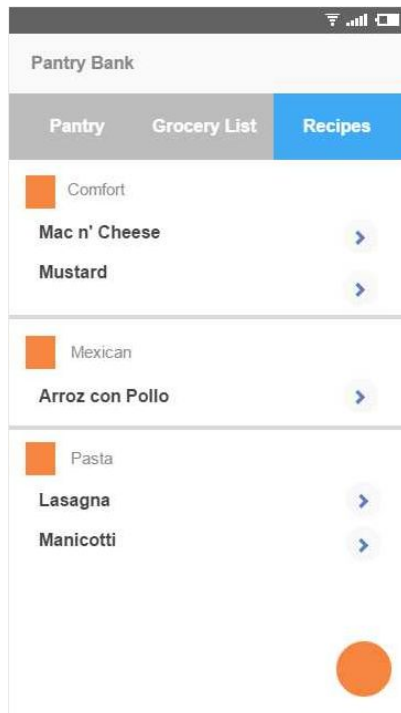 Pantry Bank
Pantry Grocery List Recipes
Comfort
Mac n' Cheese
Mustard
Mexican
Arroz con Pollo
Pasta
Lasagna
Manicotti